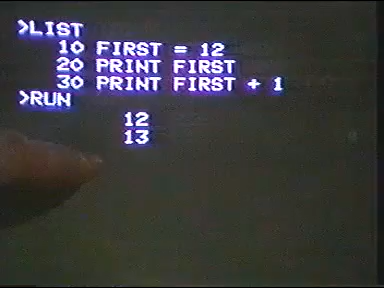 >LIST
10 FIRST = 12
20 PRINT FIRST
30 PRINT FIRST + 1
>RUN
12
13